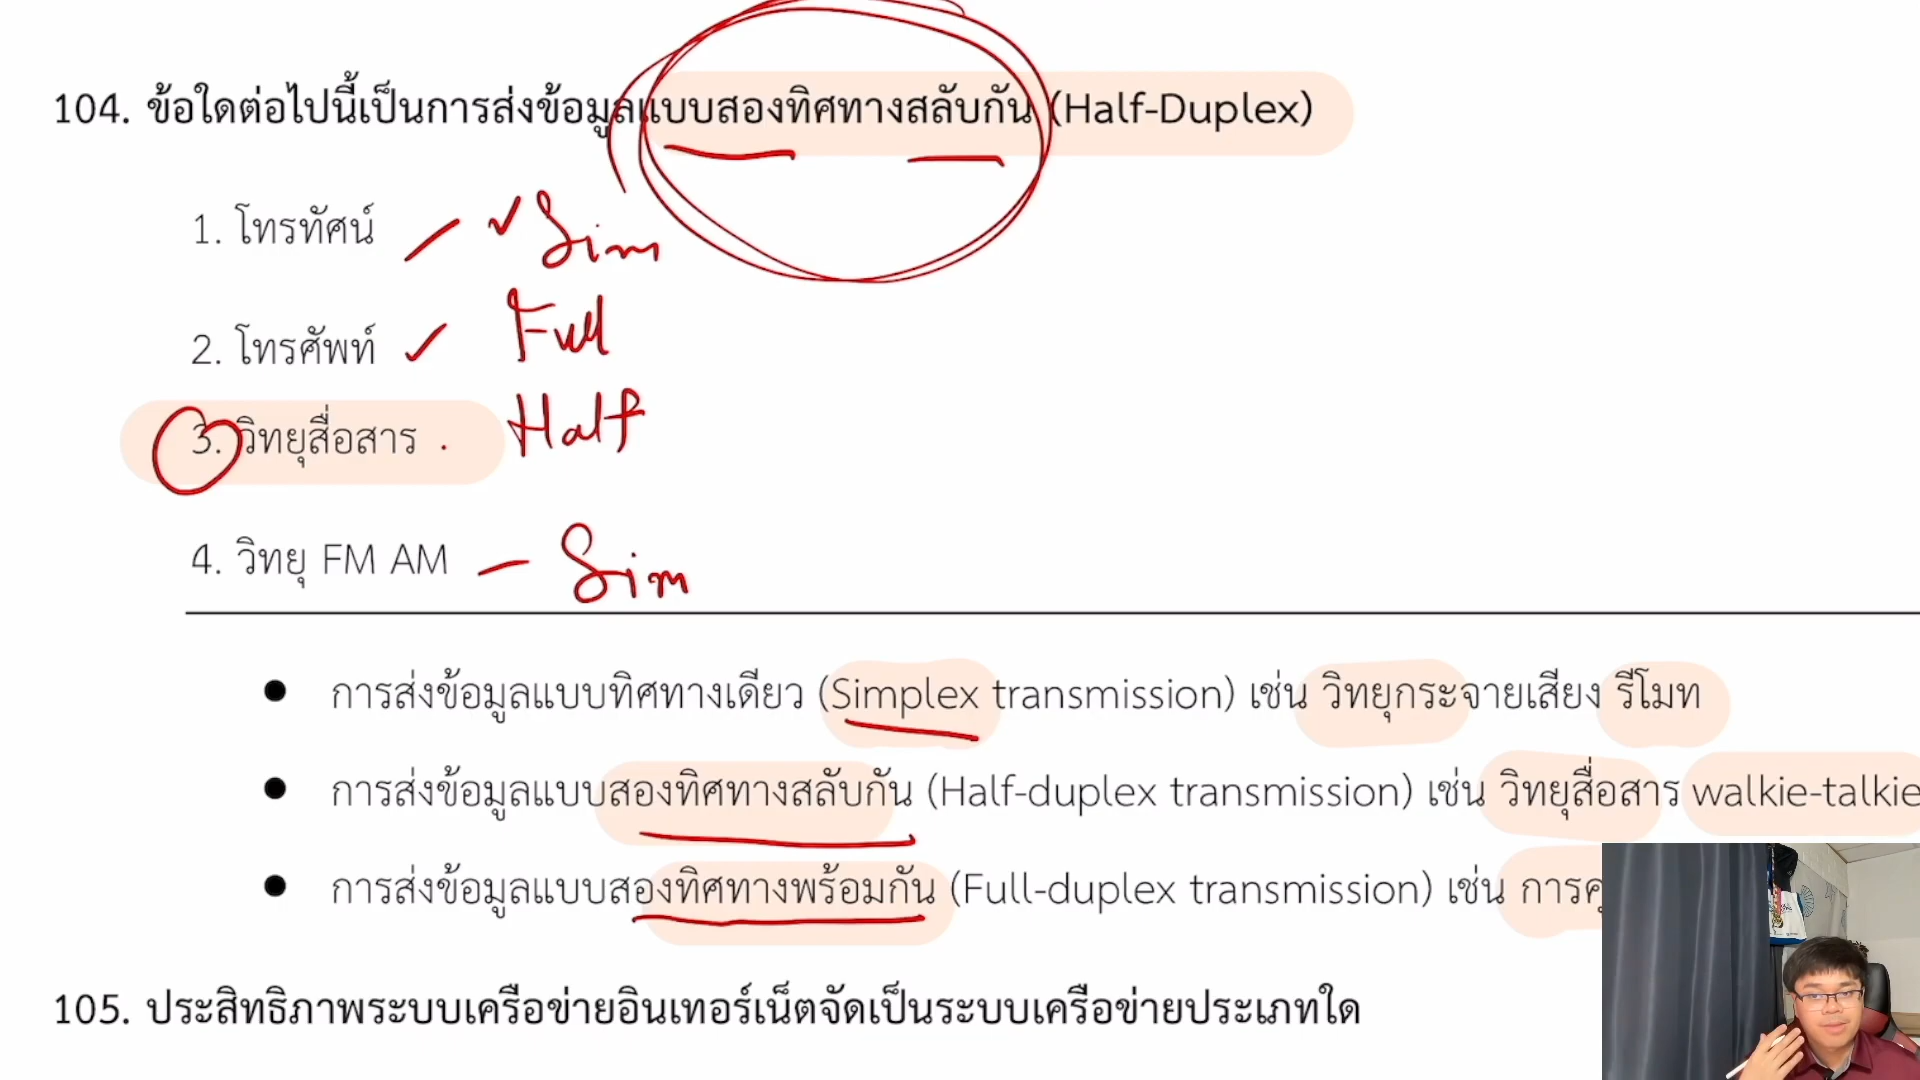 104. ข้อใดต่อไปนี้เป็นการส่งข้อมูลแบบสองทิศทางสลับกัน (Half-Duplex)
1. โทรทัศน์ Sim
2. โทรศัพท์ Full
3. วิทยุสื่อสาร Half
4. วิทยุ FM AM Sim
● การส่งข้อมูลแบบทิศทางเดียว (Simplex transmission) เช่น วิทยุกระจายเสียง รีโมท
● การส่งข้อมูลแบบสองทิศทางสลับกัน (Half-duplex transmission) เช่น วิทยุสื่อสาร walkie-talkie
● การส่งข้อมูลแบบสองทิศทางพร้อมกัน (Full-duplex transmission) เช่น การ
105. ประสิทธิภาพระบบเครือข่ายอินเทอร์เน็ตจัดเป็นระบบเครือข่ายประเภทใด